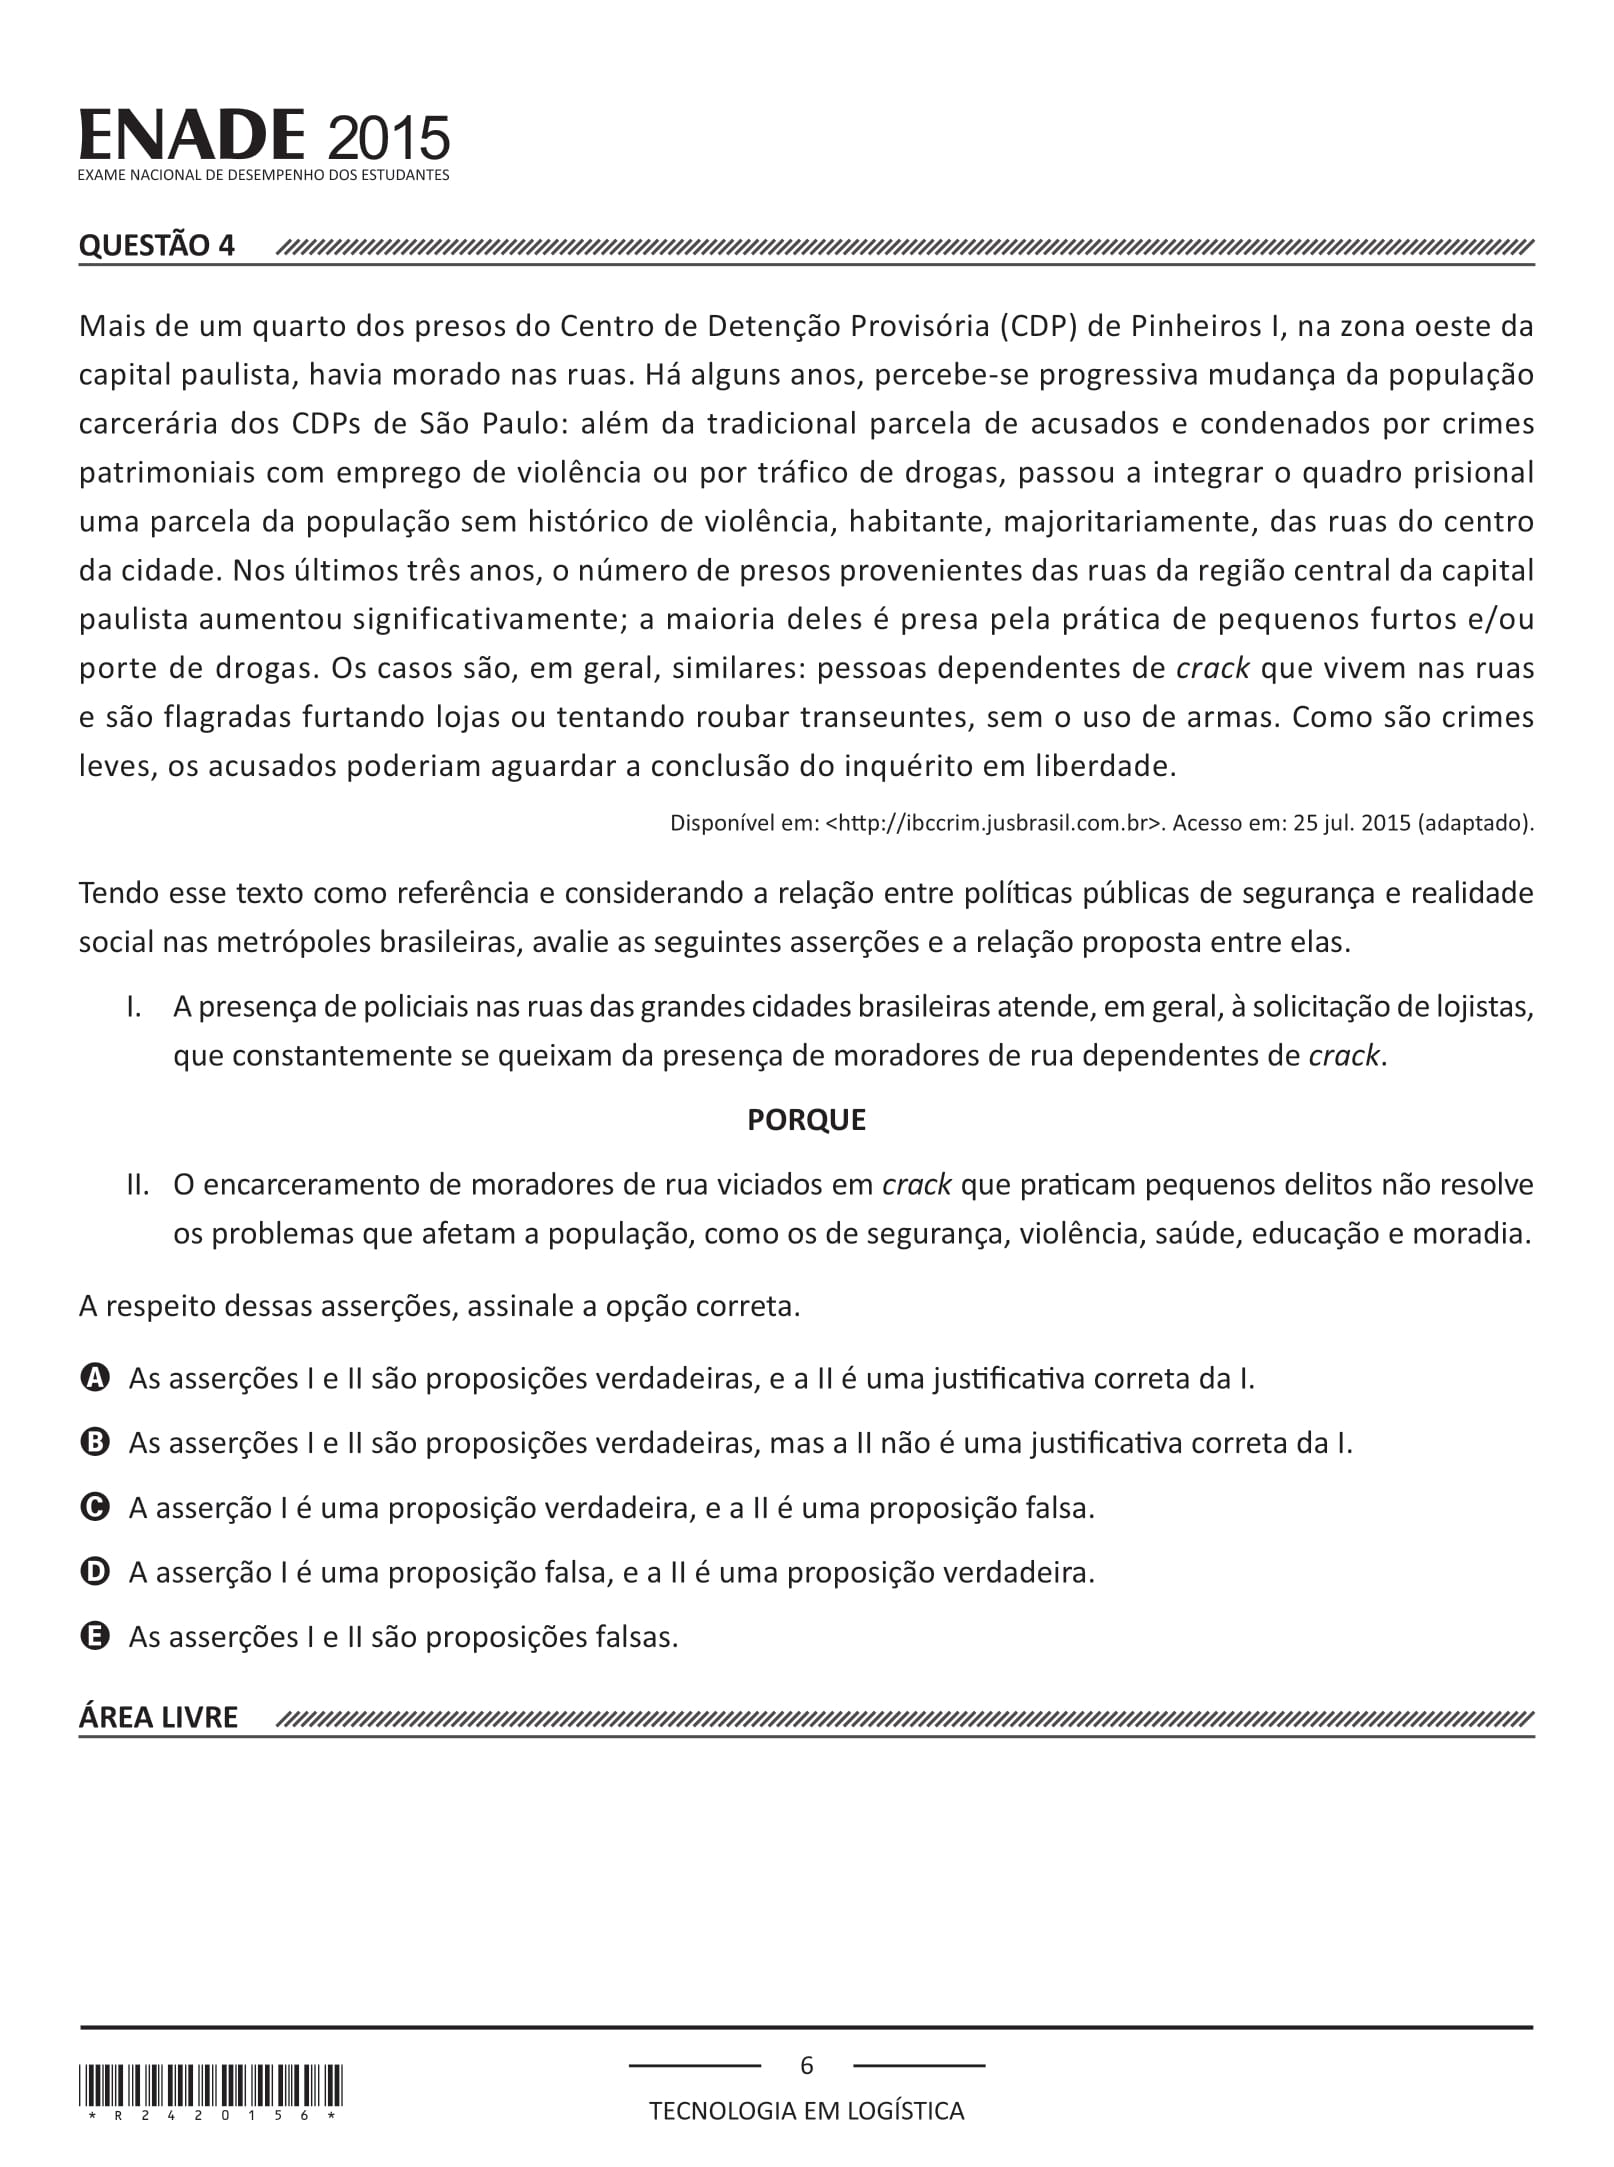 ENADE 2015
EXAME NACIONAL DE DESEMPENHO DOS ESTUDANTES
QUESTÃO 4
Mais de um quarto dos presos do Centro de Detenção Provisória (CDP) de Pinheiros I, na zona oeste da
capital paulista, havia morado nas ruas. Há alguns anos, percebe-se progressiva mudança da população
carcerária dos CDPs de São Paulo: além da tradicional parcela de acusados e condenados por crimes
patrimoniais com emprego de violência ou por tráfico de drogas, passou a integrar o quadro prisional
uma parcela da população sem histórico de violência, habitante, majoritariamente, das ruas do centro
da cidade. Nos últimos três anos, o número de presos provenientes das ruas da região central da capital
paulista aumentou significativamente; a maioria deles é presa pela prática de pequenos furtos e/ou
porte de drogas. Os casos são, em geral, similares: pessoas dependentes de crack que vivem nas ruas
e são flagradas furtando lojas ou tentando roubar transeuntes, sem o uso de armas. Como são crimes
leves, os acusados poderiam aguardar a conclusão do inquérito em liberdade.
Disponível em: <http://ibccrim.jusbrasil.com.br>. Acesso em: 25 jul. 2015 (adaptado).
Tendo esse texto como referência e considerando a relação entre políticas públicas de segurança e realidade
social nas metrópoles brasileiras, avalie as seguintes asserções e a relação proposta entre elas.
I. A presença de policiais nas ruas das grandes cidades brasileiras atende, em geral, à solicitação de lojistas,
que constantemente se queixam da presença de moradores de rua dependentes de crack.
PORQUE
II. O encarceramento de moradores de rua viciados em crack que praticam pequenos delitos não resolve
os problemas que afetam a população, como os de segurança, violência, saúde, educação e moradia.
A respeito dessas asserções, assinale a opção correta.
A As asserções I e II são proposições verdadeiras, e a II é uma justificativa correta da I.
B As asserções I e II são proposições verdadeiras, mas a II não é uma justificativa correta da I.
C A asserção I é uma proposição verdadeira, e a II é uma proposição falsa.
D A asserção I é uma proposição falsa, e a II é uma proposição verdadeira.
E As asserções I e II são proposições falsas.
ÁREA LIVRE
6
TECNOLOGIA EM LOGÍSTICA
*R2420156*